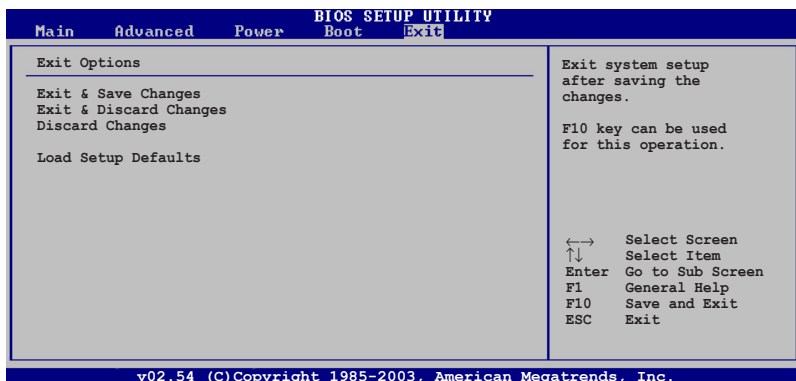 BIOS SETUP UTILITY
Main Advanced Power Boot Exit
Exit Options
Exit & Save Changes
Exit & Discard Changes
Discard Changes
Load Setup Defaults
Exit system setup
after saving the
changes.
F10 key can be used
for this operation.
←→ Select Screen
↑↓ Select Item
Enter Go to Sub Screen
F1 General Help
F10 Save and Exit
ESC Exit
v02.54 (C)Copyright 1985-2003, American Megatrends, Inc.